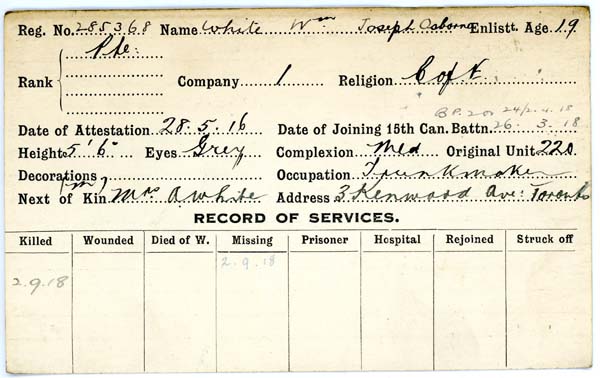 Reg. No. 285368 Name White Wm Joseph Osborne Enlistt. Age 19
Pte.
Rank Company 1 Religion C of E
B.P. 200 24/2.4.18
Date of Attestation 28.5.16 Date of Joining 15th Can. Battn. 26.3.18
Height 5' 6" Eyes Grey Complexion Med Original Unit 220
Decorations Occupation Trunkmaker
(m)
Next of Kin Mrs A White Address 3 Kenwood Ave: Toronto
RECORD OF SERVICES.
Killed Wounded Died of W. Missing Prisoner Hospital Rejoined Struck off
2.9.18
2.9.18